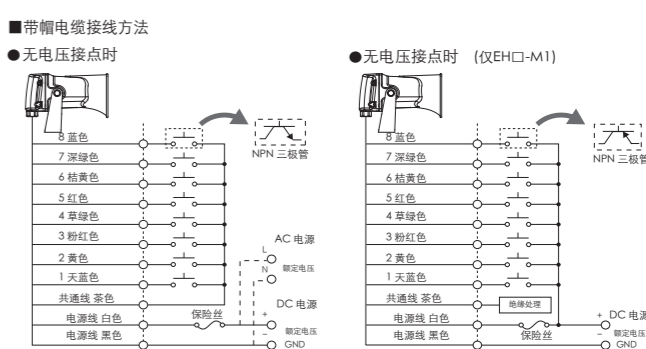 ■带帽电缆接线方法
●无电压接点时
8 蓝色
7 深绿色
6 桔黄色
5 红色
4 草绿色
3 粉红色
2 黄色
1 天蓝色
共通线 茶色
电源线 白色
电源线 黑色
保险丝
NPN 三极管
AC 电源
L
N
额定电压
DC 电源
+
−
额定电压
GND
●无电压接点时 (仅EH□-M1)
8 蓝色
7 深绿色
6 桔黄色
5 红色
4 草绿色
3 粉红色
2 黄色
1 天蓝色
共通线 茶色
电源线 白色
电源线 黑色
绝缘处理
保险丝
NPN 三极管
+ DC 电源
− 额定电压
GND